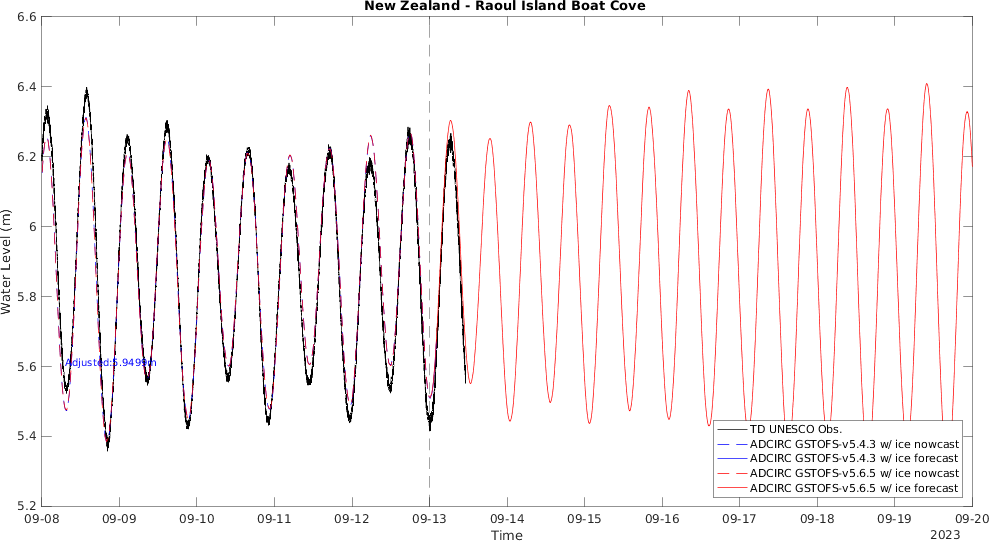 New Zealand - Raoul Island Boat Cove
6.6
6.4
6.2
6
5.8
5.6
5.4
5.2
Water Level (m)
Adjusted:5.9499m
TD UNESCO Obs.
ADCIRC GSTOFS-v5.4.3 w/ ice nowcast
ADCIRC GSTOFS-v5.4.3 w/ ice forecast
ADCIRC GSTOFS-v5.6.5 w/ ice nowcast
ADCIRC GSTOFS-v5.6.5 w/ ice forecast
09-08 09-09 09-10 09-11 09-12 09-13 09-14 09-15 09-16 09-17 09-18 09-19 09-20
Time
2023